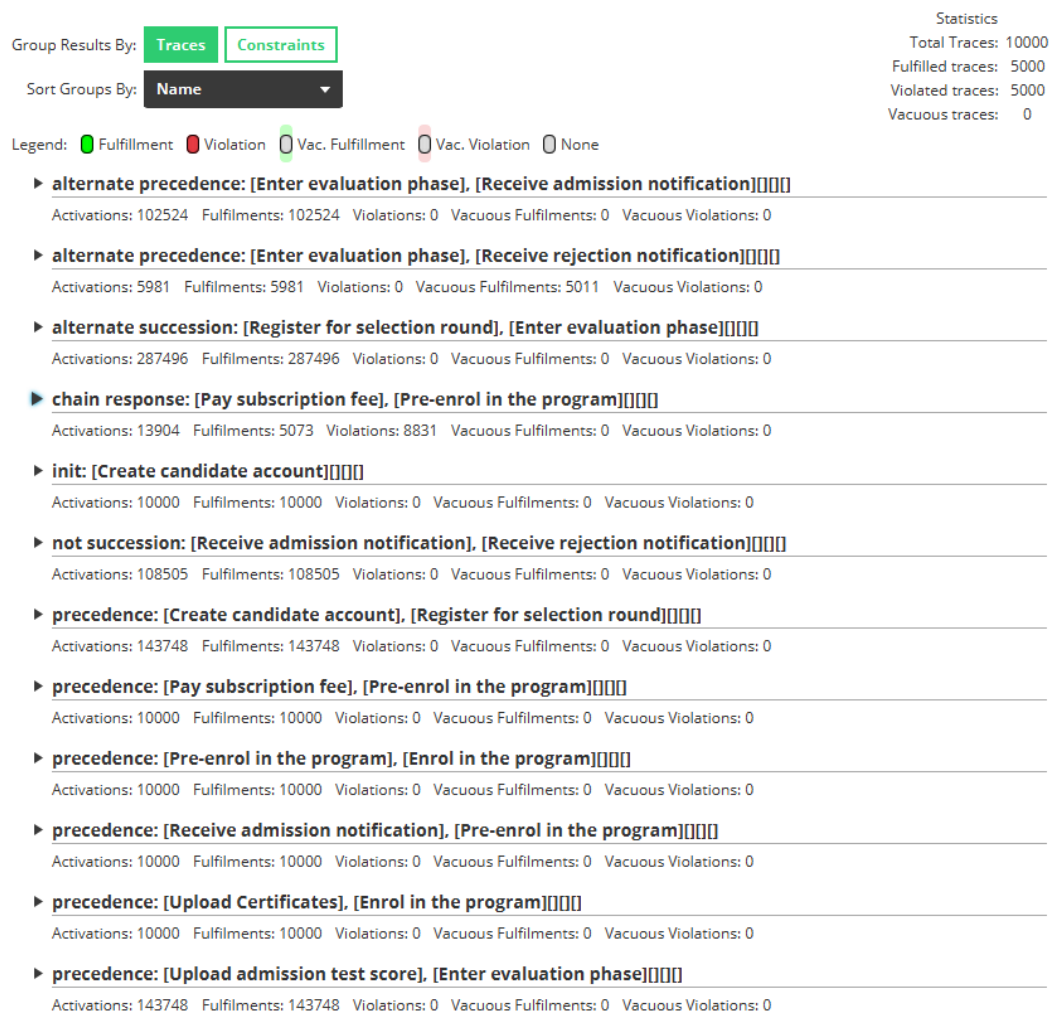 Statistics
Group Results By: Traces Constraints
Total Traces: 10000
Fulfilled traces: 5000
Sort Groups By: Name
Violated traces: 5000
Vacuous traces: 0
Legend: Fulfillment Violation Vac. Fulfillment Vac. Violation None
alternate precedence: [Enter evaluation phase], [Receive admission notification][][][]
Activations: 102524 Fulfilments: 102524 Violations: 0 Vacuous Fulfilments: 0 Vacuous Violations: 0
alternate precedence: [Enter evaluation phase], [Receive rejection notification][][][]
Activations: 5981 Fulfilments: 5981 Violations: 0 Vacuous Fulfilments: 5011 Vacuous Violations: 0
alternate succession: [Register for selection round], [Enter evaluation phase][][][]
Activations: 287496 Fulfilments: 287496 Violations: 0 Vacuous Fulfilments: 0 Vacuous Violations: 0
chain response: [Pay subscription fee], [Pre-enrol in the program][][][]
Activations: 13904 Fulfilments: 5073 Violations: 8831 Vacuous Fulfilments: 0 Vacuous Violations: 0
init: [Create candidate account][][][]
Activations: 10000 Fulfilments: 10000 Violations: 0 Vacuous Fulfilments: 0 Vacuous Violations: 0
not succession: [Receive admission notification], [Receive rejection notification][][][]
Activations: 108505 Fulfilments: 108505 Violations: 0 Vacuous Fulfilments: 0 Vacuous Violations: 0
precedence: [Create candidate account], [Register for selection round][][][]
Activations: 143748 Fulfilments: 143748 Violations: 0 Vacuous Fulfilments: 0 Vacuous Violations: 0
precedence: [Pay subscription fee], [Pre-enrol in the program][][][]
Activations: 10000 Fulfilments: 10000 Violations: 0 Vacuous Fulfilments: 0 Vacuous Violations: 0
precedence: [Pre-enrol in the program], [Enrol in the program][][][]
Activations: 10000 Fulfilments: 10000 Violations: 0 Vacuous Fulfilments: 0 Vacuous Violations: 0
precedence: [Receive admission notification], [Pre-enrol in the program][][][]
Activations: 10000 Fulfilments: 10000 Violations: 0 Vacuous Fulfilments: 0 Vacuous Violations: 0
precedence: [Upload Certificates], [Enrol in the program][][][]
Activations: 10000 Fulfilments: 10000 Violations: 0 Vacuous Fulfilments: 0 Vacuous Violations: 0
precedence: [Upload admission test score], [Enter evaluation phase][][][]
Activations: 143748 Fulfilments: 143748 Violations: 0 Vacuous Fulfilments: 0 Vacuous Violations: 0